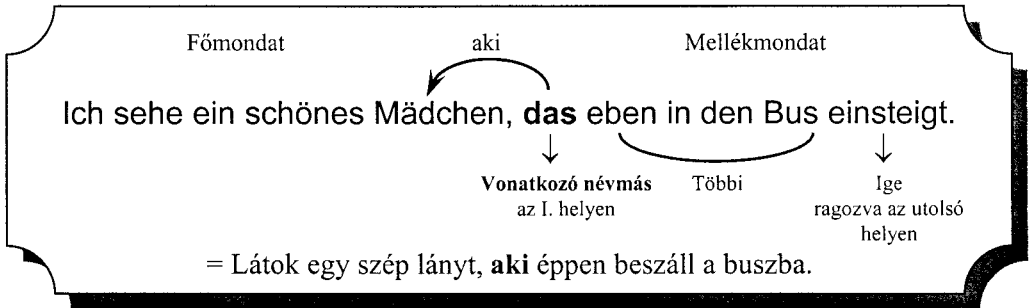 Főmondat aki Mellékmondat
Ich sehe ein schönes Mädchen, das eben in den Bus einsteigt.
Vonatkozó névmás Többi Ige
az I. helyen ragozva az utolsó
helyen
= Látok egy szép lányt, aki éppen beszáll a buszba.